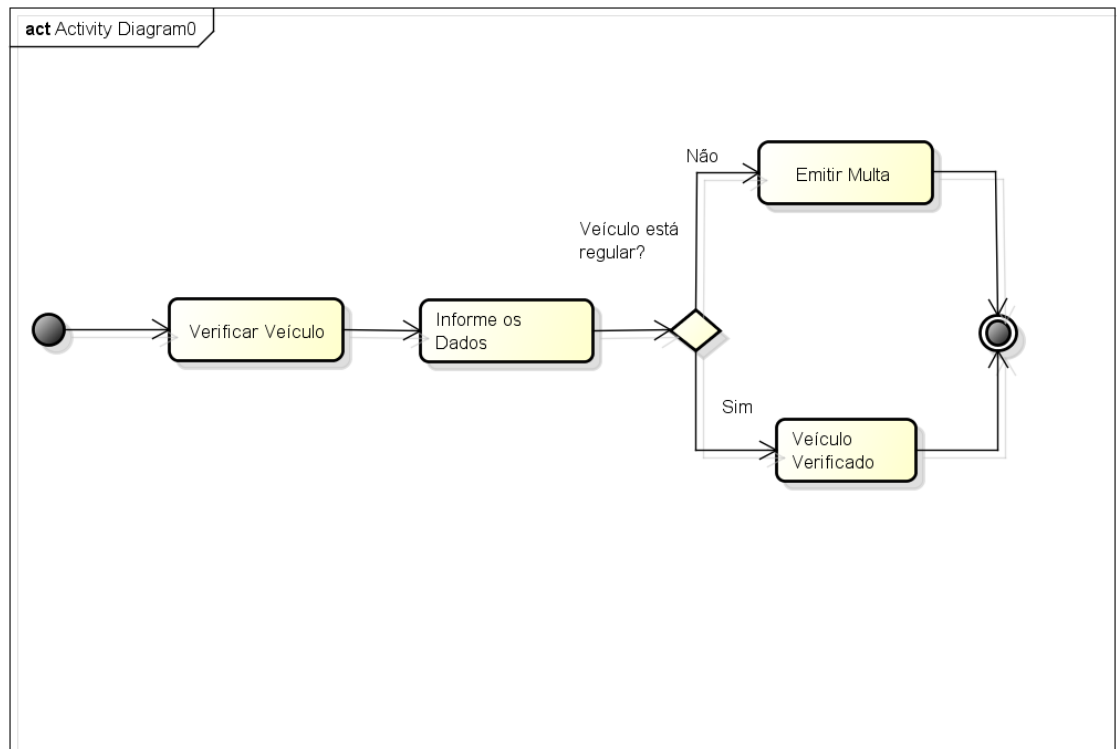 act Activity Diagram0
Verificar Veículo
Informe os
Dados
Veículo está
regular?
Não
Emitir Multa
Sim
Veículo
Verificado